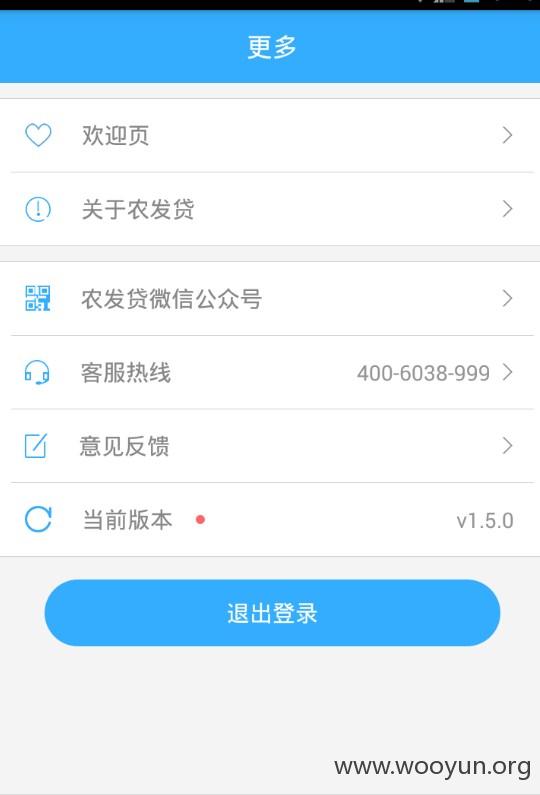 更多
欢迎页
关于农发贷
农发贷微信公众号
客服热线 400-6038-999
意见反馈
当前版本 v1.5.0
退出登录
www.wooyun.org